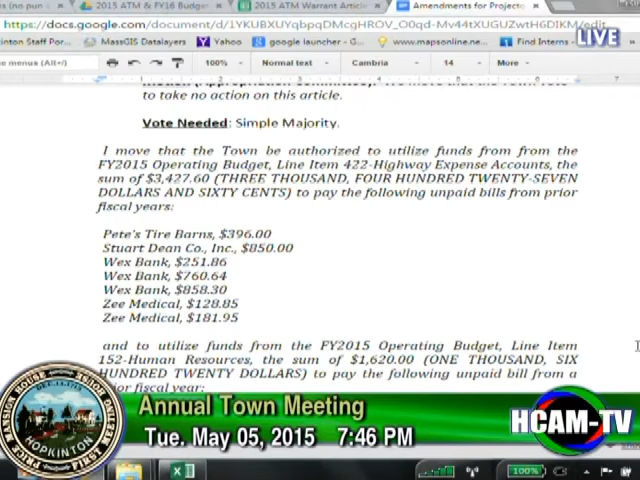 s (no pun
2015 ATM & FY16 Budge
2015 ATM Warrant Article
Amendments for Projecte
https://docs.google.com/document/d/1YKUBXUYqbpqDMcgHROV_O0qd-Mv44tXUGUZwtH6DIKM/edit
LIVE
kinton Staff Por
MassGIS Datalayers
Yahoo
google launcher - G
www.mapsonline.ne...
Find Interns
e menus (Alt+/)
100%
Normal text
Cambria
14
More
to take no action on this article.
Vote Needed: Simple Majority.
I move that the Town be authorized to utilize funds from from the
FY2015 Operating Budget, Line Item 422-Highway Expense Accounts, the
sum of $3,427.60 (THREE THOUSAND, FOUR HUNDRED TWENTY-SEVEN
DOLLARS AND SIXTY CENTS) to pay the following unpaid bills from prior
fiscal years:
Pete's Tire Barns, $396.00
Stuart Dean Co., Inc., $850.00
Wex Bank, $251.86
Wex Bank, $760.64
Wex Bank, $858.30
Zee Medical, $128.85
Zee Medical, $181.95
and to utilize funds from the FY2015 Operating Budget, Line Item
152-Human Resources, the sum of $1,620.00 (ONE THOUSAND, SIX
HUNDRED TWENTY DOLLARS) to pay the following unpaid bill from a
prior fiscal year:
HOPKINTON
Annual Town Meeting
Tue. May 05, 2015 7:46 PM
HCAM-TV
100%